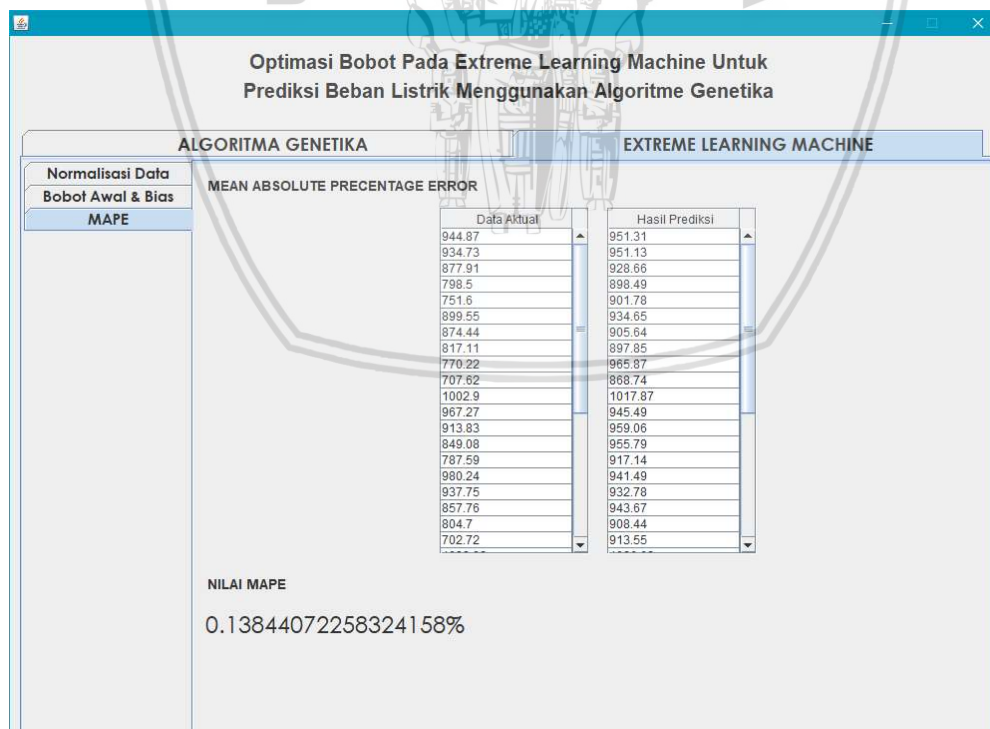 Optimasi Bobot Pada Extreme Learning Machine Untuk
Prediksi Beban Listrik Menggunakan Algoritme Genetika
ALGORITMA GENETIKA
EXTREME LEARNING MACHINE
Normalisasi Data
Bobot Awal & Bias
MAPE
MEAN ABSOLUTE PRECENTAGE ERROR
Data Aktual Hasil Prediksi
944.87 951.31
934.73 951.13
877.91 928.66
798.5 898.49
751.6 901.78
899.55 934.65
874.44 905.64
817.11 897.85
770.22 965.87
707.62 868.74
1002.9 1017.87
967.27 945.49
913.83 959.06
849.08 955.79
787.59 917.14
980.24 941.49
937.75 932.78
857.76 943.67
804.7 908.44
702.72 913.55
NILAI MAPE
0.13844072258324158%